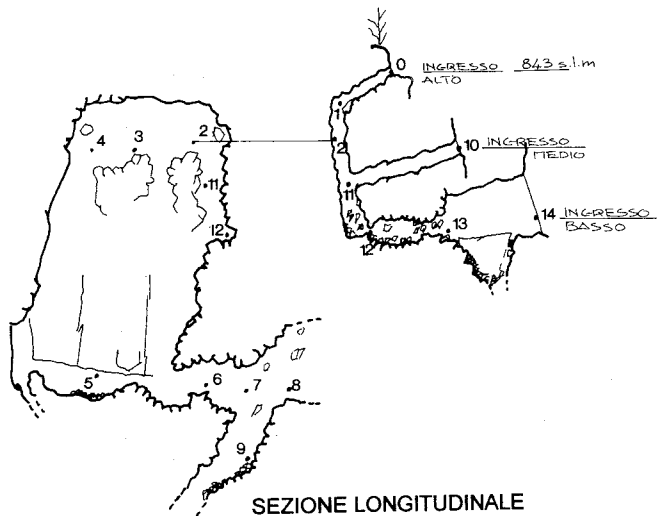 0
INGRESSO 843 s.l.m
ALTO
1
4 3 2 2
10 INGRESSO
MEDIO
11 11
12 12 13
14 INGRESSO
BASSO
5 6 7 8
9
SEZIONE LONGITUDINALE